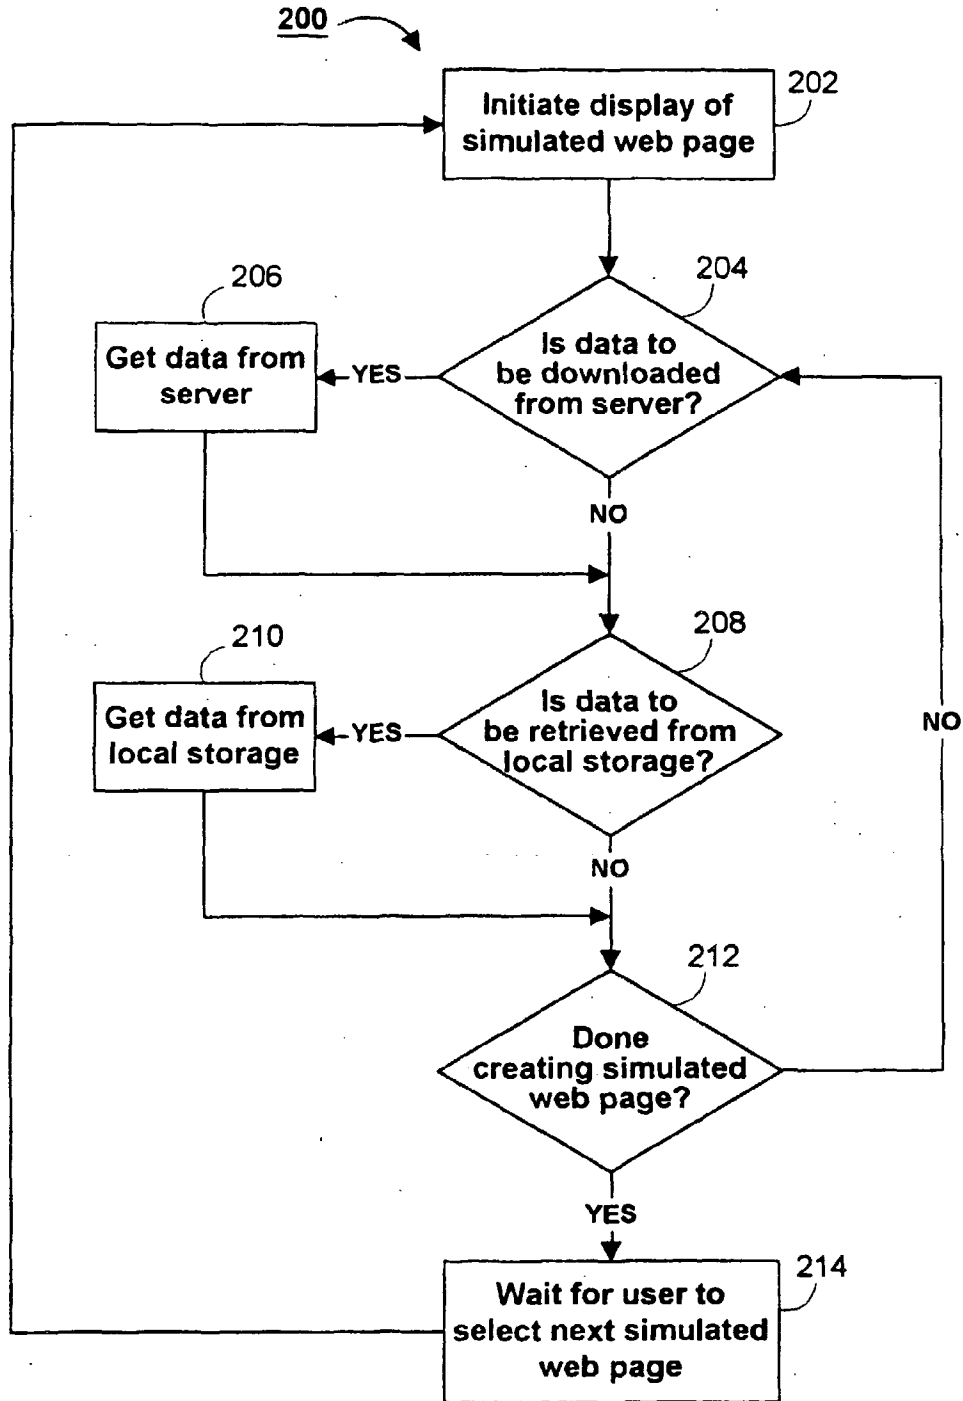 200
202
Initiate display of
simulated web page
204
206
Is data to
be downloaded
from server?
Get data from
server
YES
NO
208
210
Is data to
be retrieved from
local storage?
Get data from
local storage
YES
NO
NO
212
Done
creating simulated
web page?
YES
214
Wait for user to
select next simulated
web page